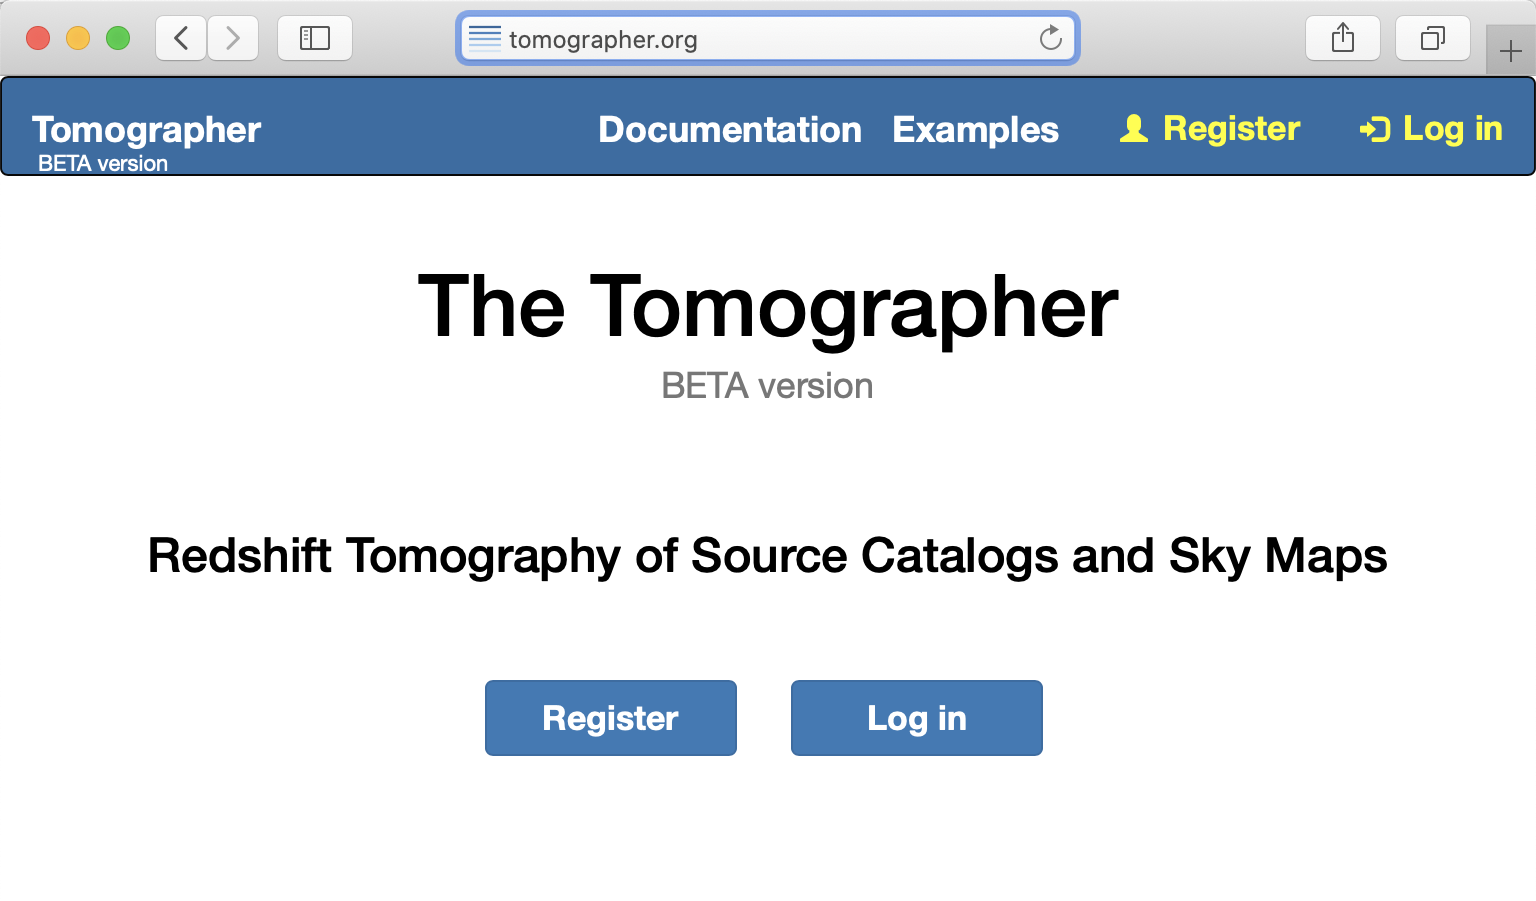 tomographer.org
Tomographer Documentation Examples Register Log in
BETA version
The Tomographer
BETA version
Redshift Tomography of Source Catalogs and Sky Maps
Register Log in